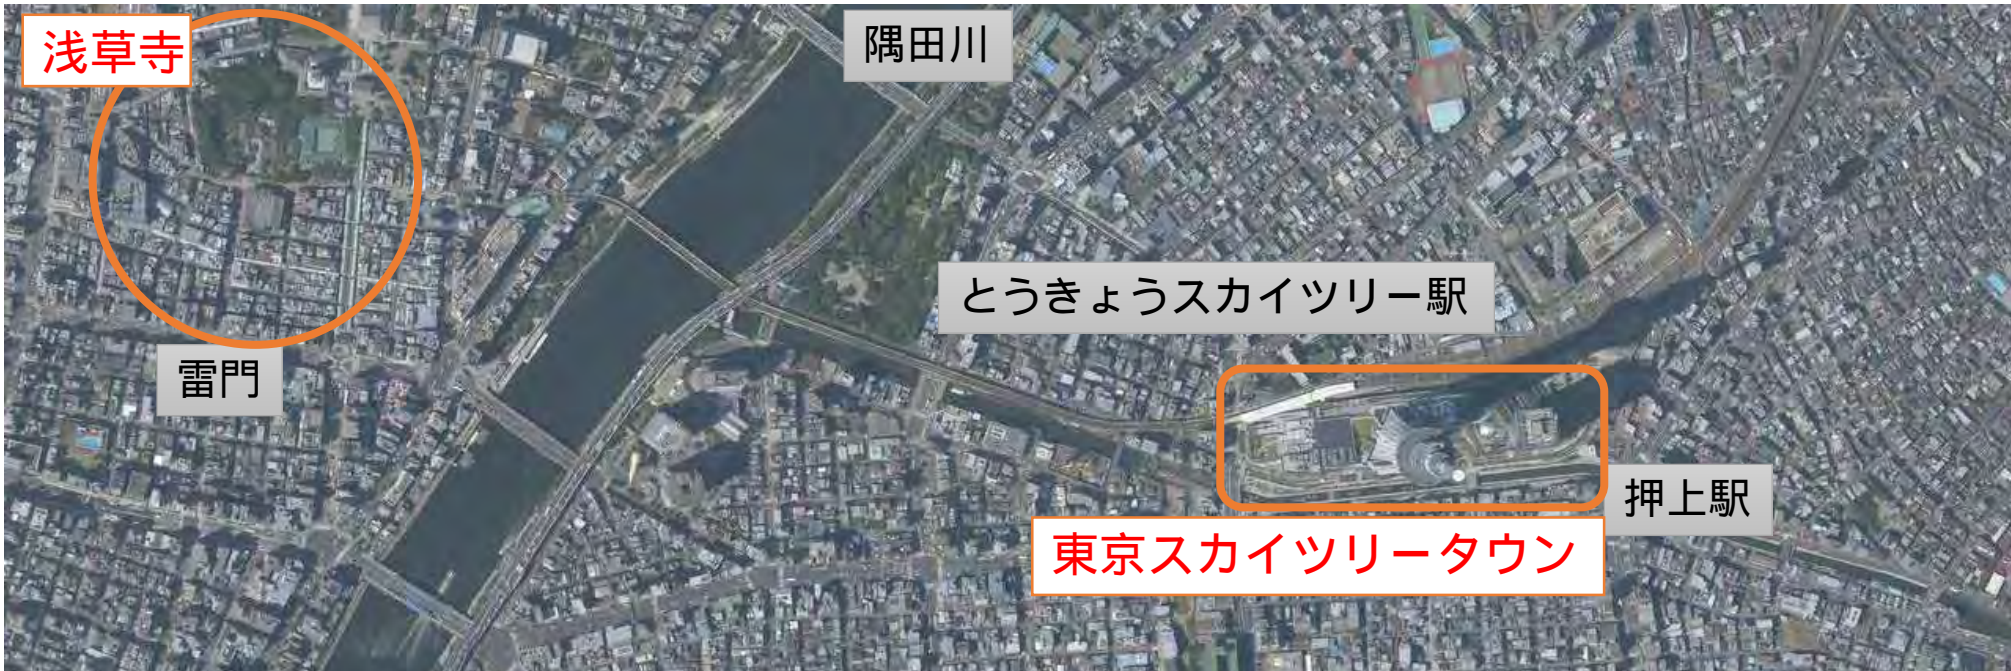 浅草寺
隅田川
とうきょうスカイツリー駅
雷門
押上駅
東京スカイツリータウン